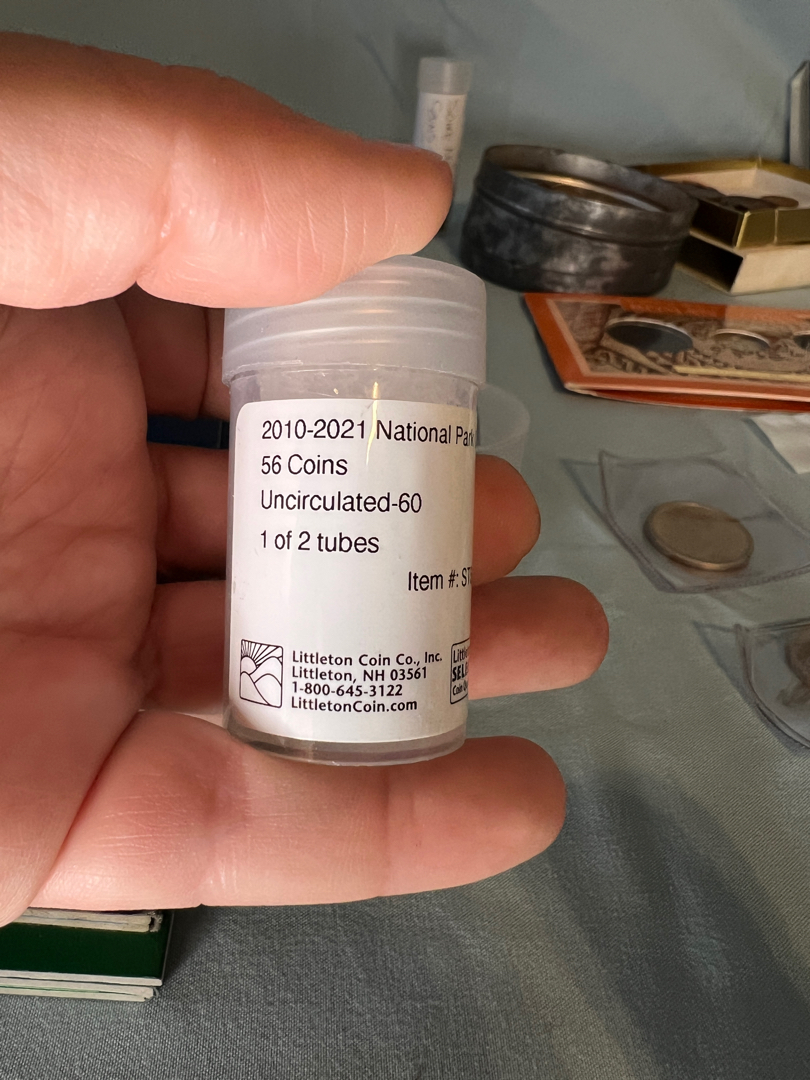 2010-2021 National Park
56 Coins
Uncirculated-60
1 of 2 tubes
Item #: ST
Littleton Coin Co., Inc.
Littleton, NH 03561
1-800-645-3122
LittletonCoin.com